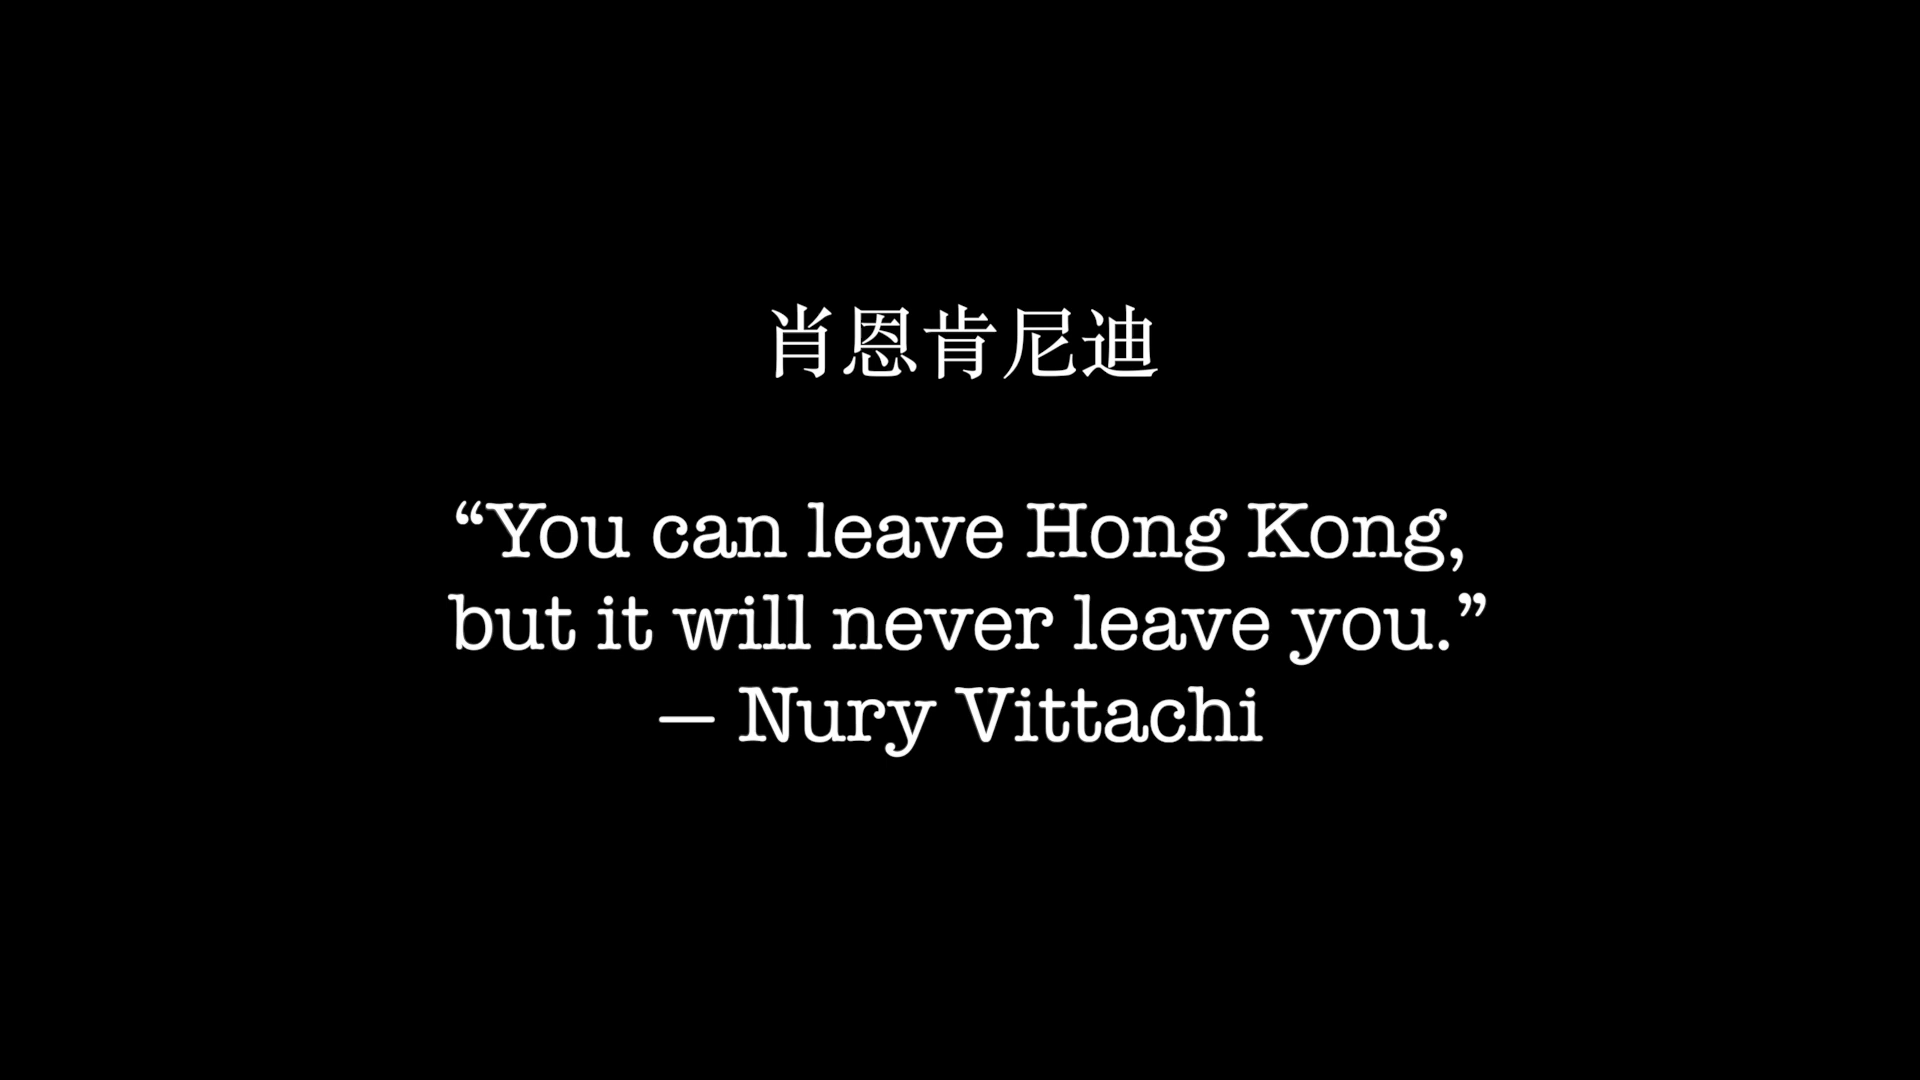 肖恩肯尼迪
“You can leave Hong Kong,
but it will never leave you.”
— Nury Vittachi